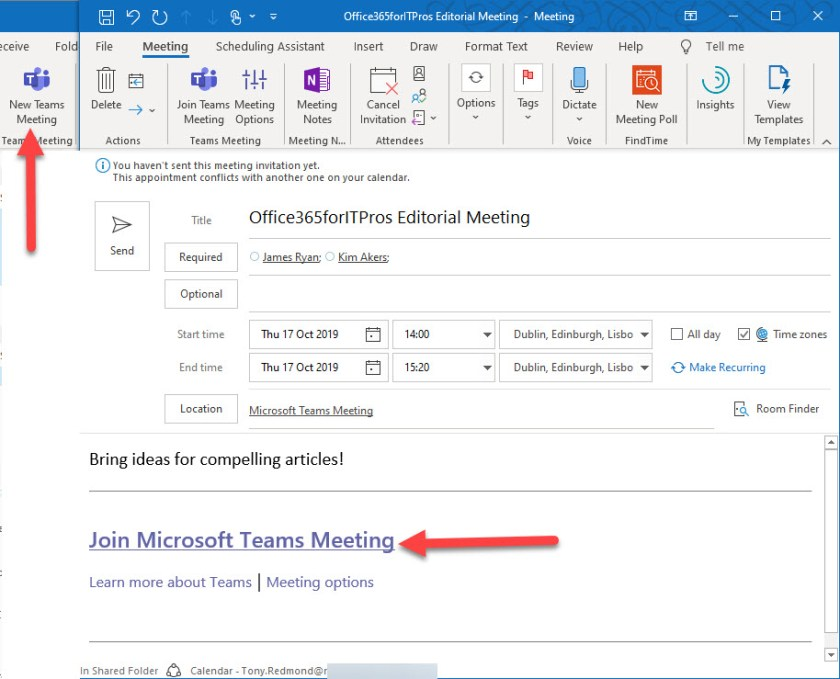 Office365forITPros Editorial Meeting - Meeting
eceive Fold File Meeting Scheduling Assistant Insert Draw Format Text Review Help Tell me
New Teams Meeting
Delete
Join Teams Meeting
Meeting Options
Meeting Notes
Cancel Invitation
Options
Tags
Dictate
New Meeting Poll
Insights
View Templates
Meeting Actions Teams Meeting Meeting N... Attendees Voice FindTime My Templates
You haven't sent this meeting invitation yet.
This appointment conflicts with another one on your calendar.
Send
Title Office365forITPros Editorial Meeting
Required James Ryan; Kim Akers;
Optional
Start time Thu 17 Oct 2019 14:00 Dublin, Edinburgh, Lisbo All day Time zones
End time Thu 17 Oct 2019 15:20 Dublin, Edinburgh, Lisbo Make Recurring
Location Microsoft Teams Meeting Room Finder
Bring ideas for compelling articles!
Join Microsoft Teams Meeting
Learn more about Teams | Meeting options
In Shared Folder Calendar - Tony.Redmond@r